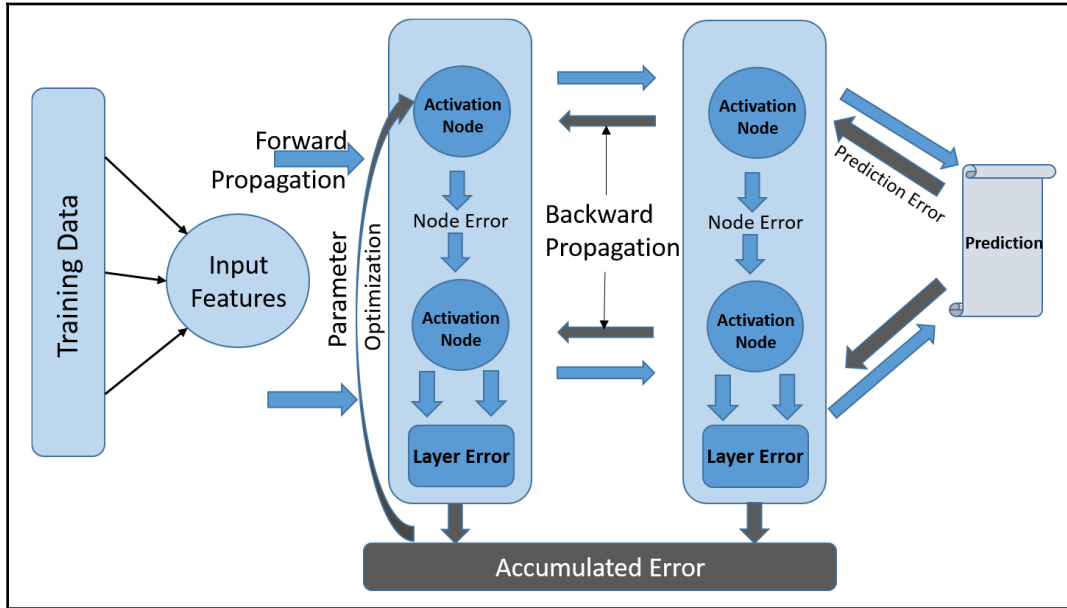 Training Data
Input
Features
Forward
Propagation
Parameter
Optimization
Activation
Node
Node Error
Activation
Node
Layer Error
Backward
Propagation
Activation
Node
Node Error
Activation
Node
Layer Error
Prediction Error
Prediction
Accumulated Error